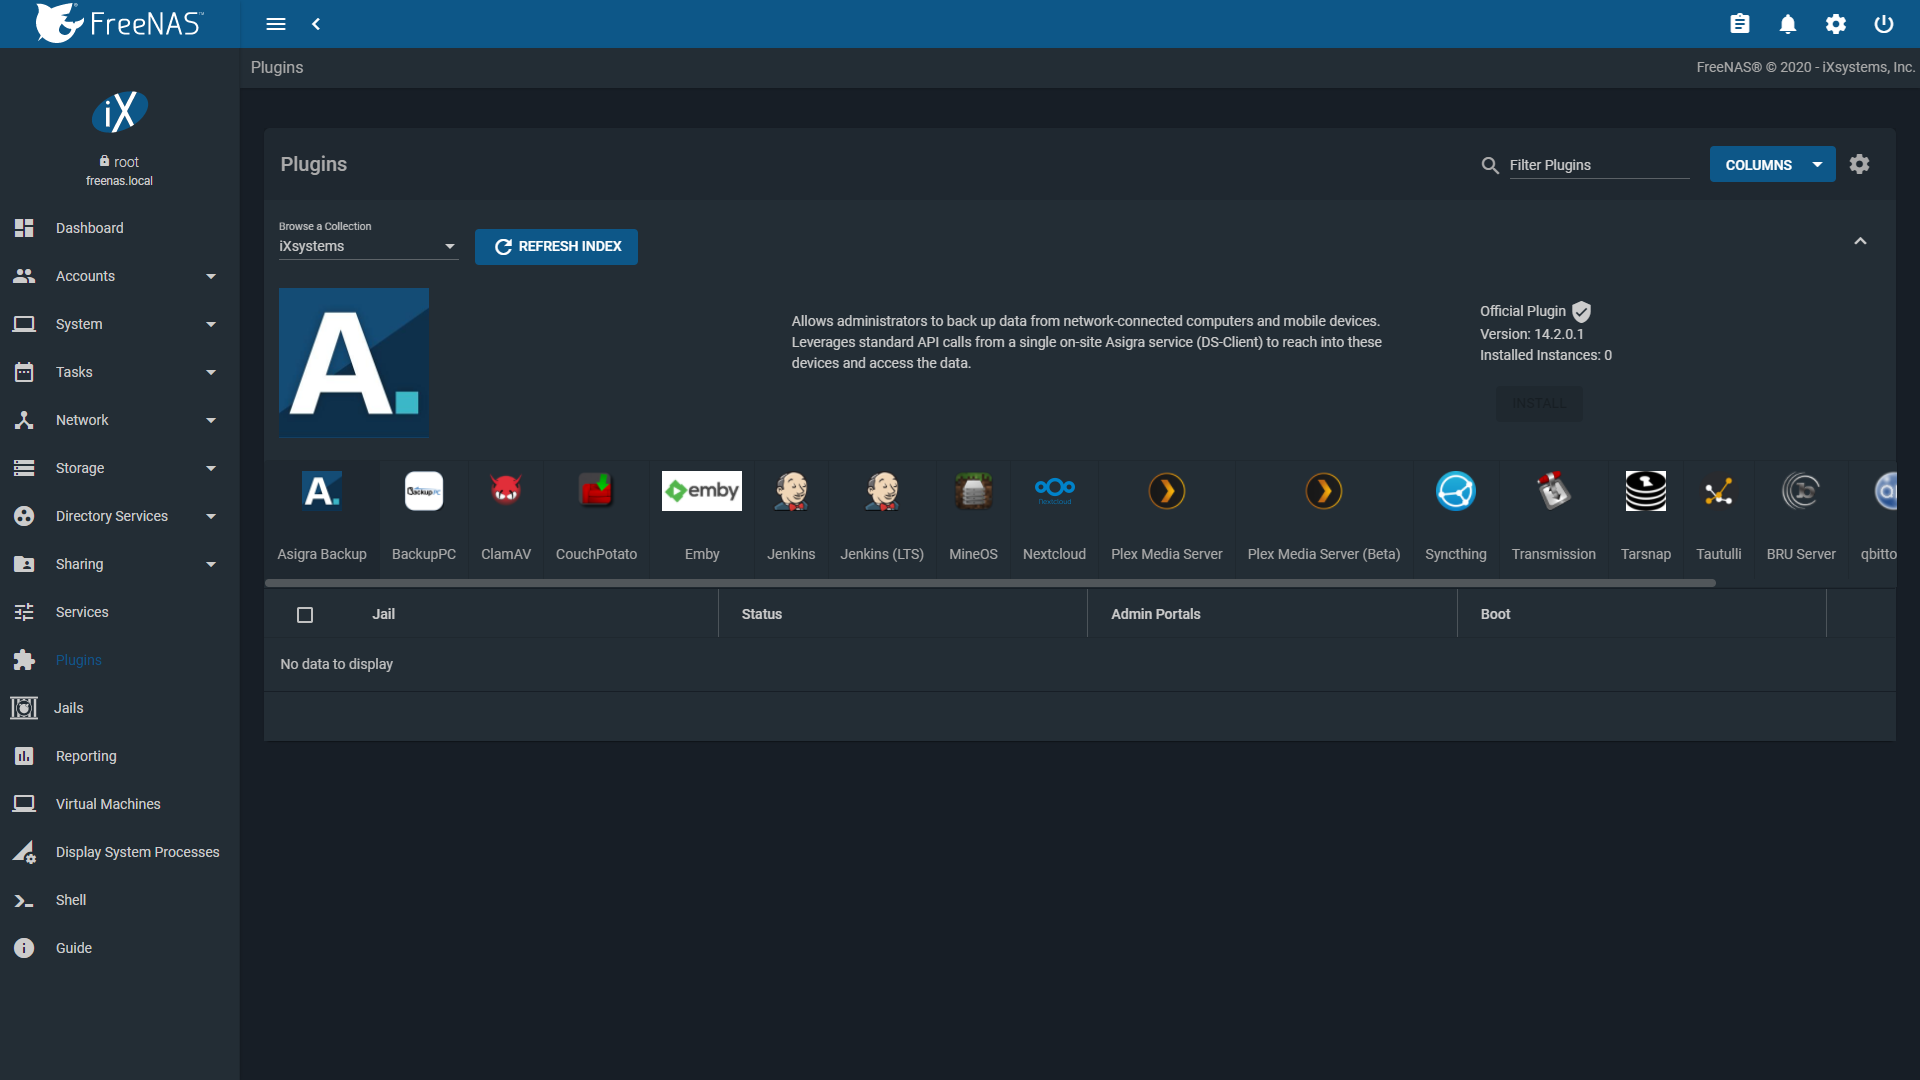 FreeNAS™
Plugins
FreeNAS® © 2020 - iXsystems, Inc.
iX
root
freenas.local
Dashboard
Accounts
System
Tasks
Network
Storage
Directory Services
Sharing
Services
Plugins
Jails
Reporting
Virtual Machines
Display System Processes
Shell
Guide
Plugins
Filter Plugins
COLUMNS
Browse a Collection
iXsystems
REFRESH INDEX
A.
Allows administrators to back up data from network-connected computers and mobile devices.
Leverages standard API calls from a single on-site Asigra service (DS-Client) to reach into these
devices and access the data.
Official Plugin
Version: 14.2.0.1
Installed Instances: 0
INSTALL
A.
BackupPC
emby
nextcloud
Asigra Backup
BackupPC
ClamAV
CouchPotato
Emby
Jenkins
Jenkins (LTS)
MineOS
Nextcloud
Plex Media Server
Plex Media Server (Beta)
Syncthing
Transmission
Tarsnap
Tautulli
BRU Server
qbitto
Jail
Status
Admin Portals
Boot
No data to display